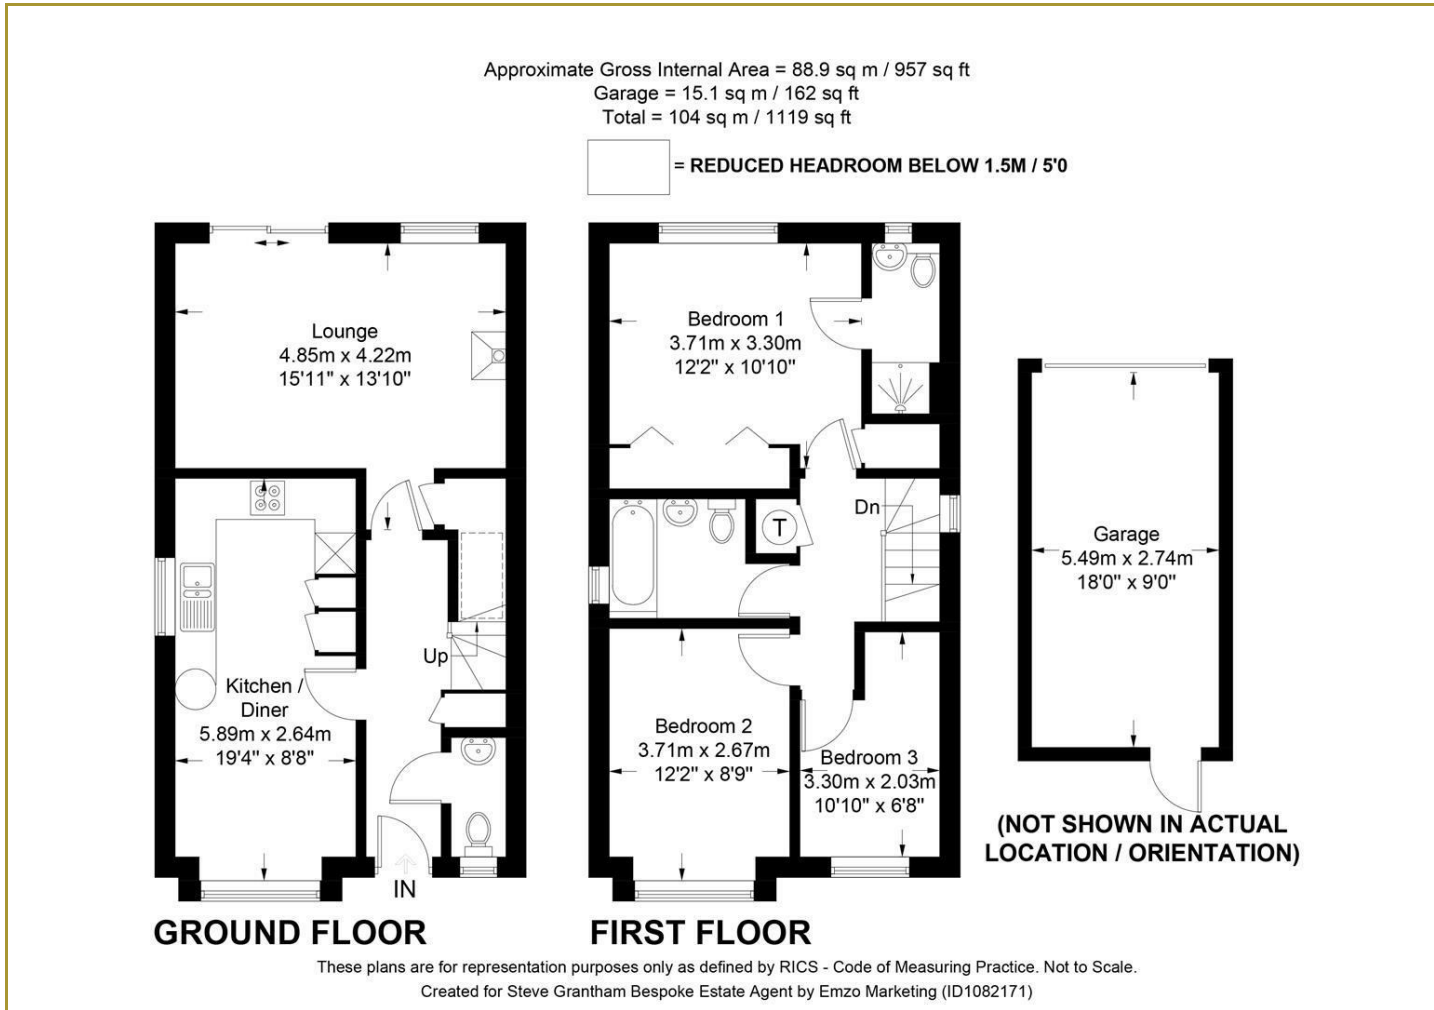 Approximate Gross Internal Area = 88.9 sq m / 957 sq ft
Garage = 15.1 sq m / 162 sq ft
Total = 104 sq m / 1119 sq ft
= REDUCED HEADROOM BELOW 1.5M / 5'0
Lounge
4.85m x 4.22m
15'11" x 13'10"
Kitchen /
Diner
5.89m x 2.64m
19'4" x 8'8"
Up
IN
GROUND FLOOR
Bedroom 1
3.71m x 3.30m
12'2" x 10'10"
T
Dn
Bedroom 2
3.71m x 2.67m
12'2" x 8'9"
Bedroom 3
3.30m x 2.03m
10'10" x 6'8"
FIRST FLOOR
Garage
5.49m x 2.74m
18'0" x 9'0"
(NOT SHOWN IN ACTUAL
LOCATION / ORIENTATION)
These plans are for representation purposes only as defined by RICS - Code of Measuring Practice. Not to Scale.
Created for Steve Grantham Bespoke Estate Agent by Emzo Marketing (ID1082171)